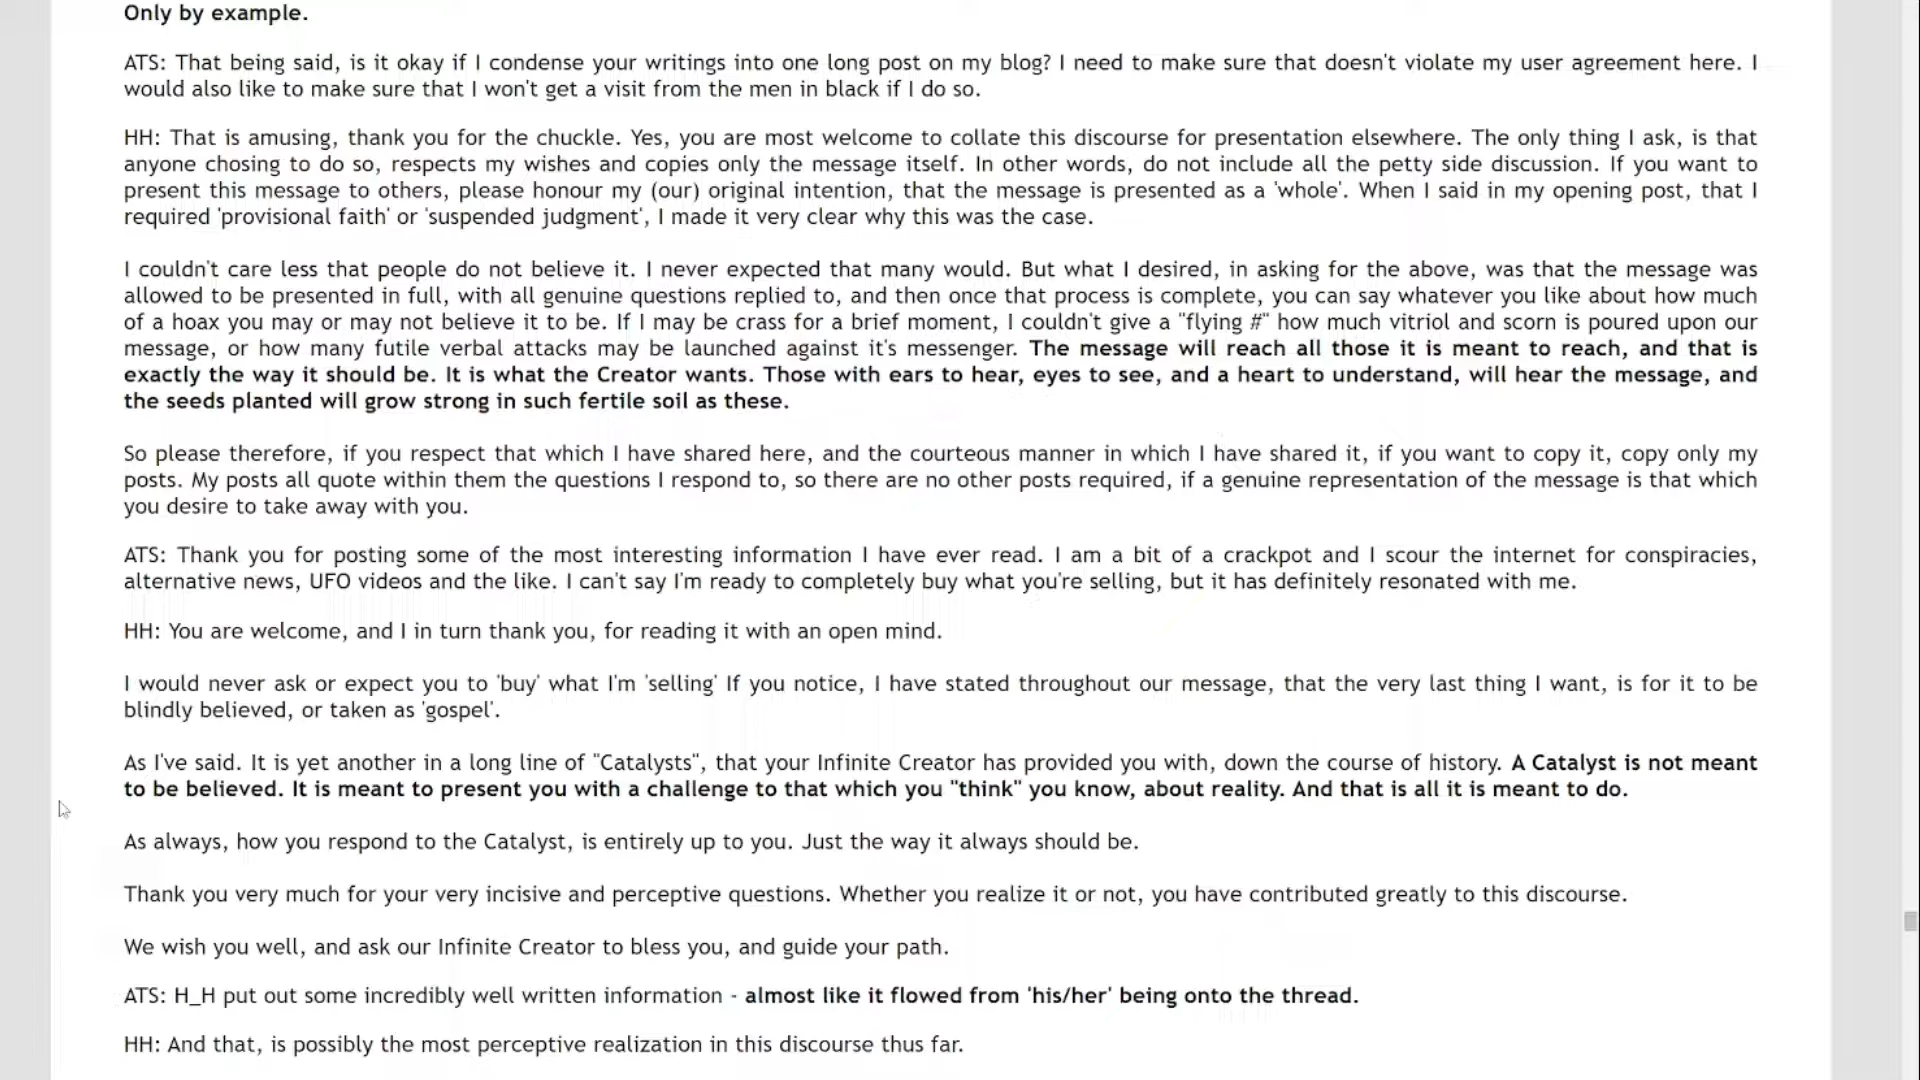 Only by example.
ATS: That being said, is it okay if I condense your writings into one long post on my blog? I need to make sure that doesn't violate my user agreement here. I
would also like to make sure that I won't get a visit from the men in black if I do so.
HH: That is amusing, thank you for the chuckle. Yes, you are most welcome to collate this discourse for presentation elsewhere. The only thing I ask, is that
anyone chosing to do so, respects my wishes and copies only the message itself. In other words, do not include all the petty side discussion. If you want to
present this message to others, please honour my (our) original intention, that the message is presented as a 'whole'. When I said in my opening post, that I
required 'provisional faith' or 'suspended judgment', I made it very clear why this was the case.
I couldn't care less that people do not believe it. I never expected that many would. But what I desired, in asking for the above, was that the message was
allowed to be presented in full, with all genuine questions replied to, and then once that process is complete, you can say whatever you like about how much
of a hoax you may or may not believe it to be. If I may be crass for a brief moment, I couldn't give a "flying #" how much vitriol and scorn is poured upon our
message, or how many futile verbal attacks may be launched against it's messenger. The message will reach all those it is meant to reach, and that is
exactly the way it should be. It is what the Creator wants. Those with ears to hear, eyes to see, and a heart to understand, will hear the message, and
the seeds planted will grow strong in such fertile soil as these.
So please therefore, if you respect that which I have shared here, and the courteous manner in which I have shared it, if you want to copy it, copy only my
posts. My posts all quote within them the questions I respond to, so there are no other posts required, if a genuine representation of the message is that which
you desire to take away with you.
ATS: Thank you for posting some of the most interesting information I have ever read. I am a bit of a crackpot and I scour the internet for conspiracies,
alternative news, UFO videos and the like. I can't say I'm ready to completely buy what you're selling, but it has definitely resonated with me.
HH: You are welcome, and I in turn thank you, for reading it with an open mind.
I would never ask or expect you to 'buy' what I'm 'selling' If you notice, I have stated throughout our message, that the very last thing I want, is for it to be
blindly believed, or taken as 'gospel'.
As I've said. It is yet another in a long line of "Catalysts", that your Infinite Creator has provided you with, down the course of history. A Catalyst is not meant
to be believed. It is meant to present you with a challenge to that which you "think" you know, about reality. And that is all it is meant to do.
As always, how you respond to the Catalyst, is entirely up to you. Just the way it always should be.
Thank you very much for your very incisive and perceptive questions. Whether you realize it or not, you have contributed greatly to this discourse.
We wish you well, and ask our Infinite Creator to bless you, and guide your path.
ATS: H_H put out some incredibly well written information - almost like it flowed from 'his/her' being onto the thread.
HH: And that, is possibly the most perceptive realization in this discourse thus far.